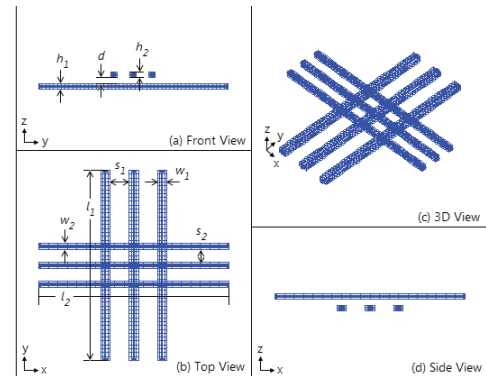 h1
d
h2
z
y
(a) Front View
s1
w1
l1
w2
s2
l2
y
x
(b) Top View
z
y
x
(c) 3D View
z
x
(d) Side View